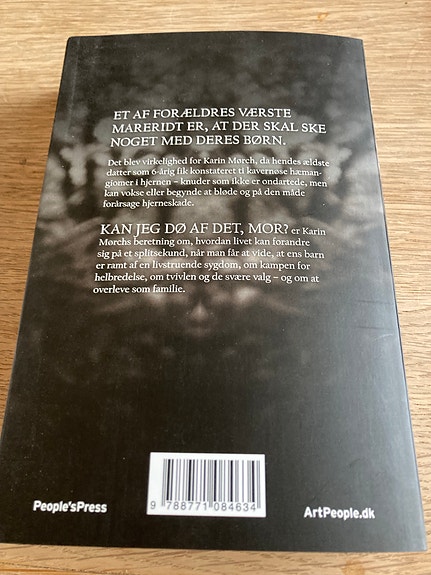 ET AF FORÆLDRES VÆRSTE
MARERIDT ER, AT DER SKAL SKE
NOGET MED DERES BØRN.
Det blev virkelighed for Karin Mørch, da hendes ældste
datter som 6-årig fik konstateret ti kavernøse hæman-
giomer i hjernen – knuder som ikke er ondartede, men
kan vokse eller begynde at bløde og på den måde
forårsage hjerneskade.
KAN JEG DØ AF DET, MOR? er Karin
Mørchs beretning om, hvordan livet kan forandre
sig på et splitsekund, når man får at vide, at ens barn
er ramt af en livstruende sygdom, om kampen for
helbredelse, om tvivlen og de svære valg – og om at
overleve som familie.
People'sPress
9 788771 084634
ArtPeople.dk